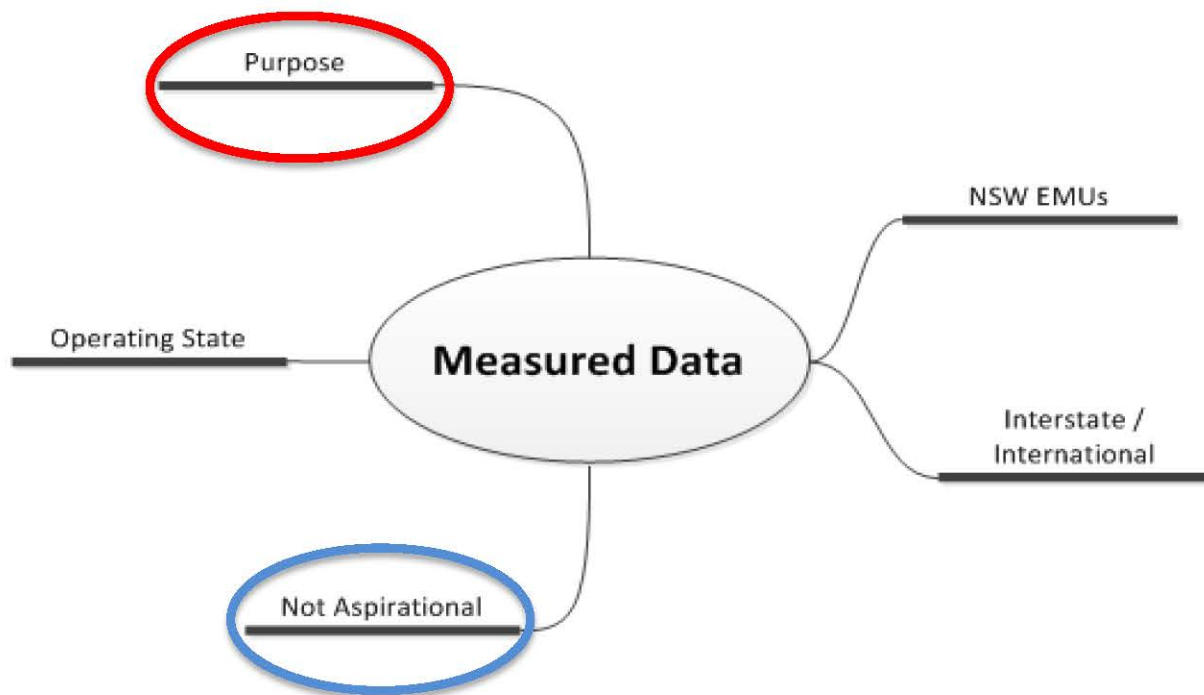 Purpose
NSW EMUs
Operating State
Measured Data
Interstate /
International
Not Aspirational